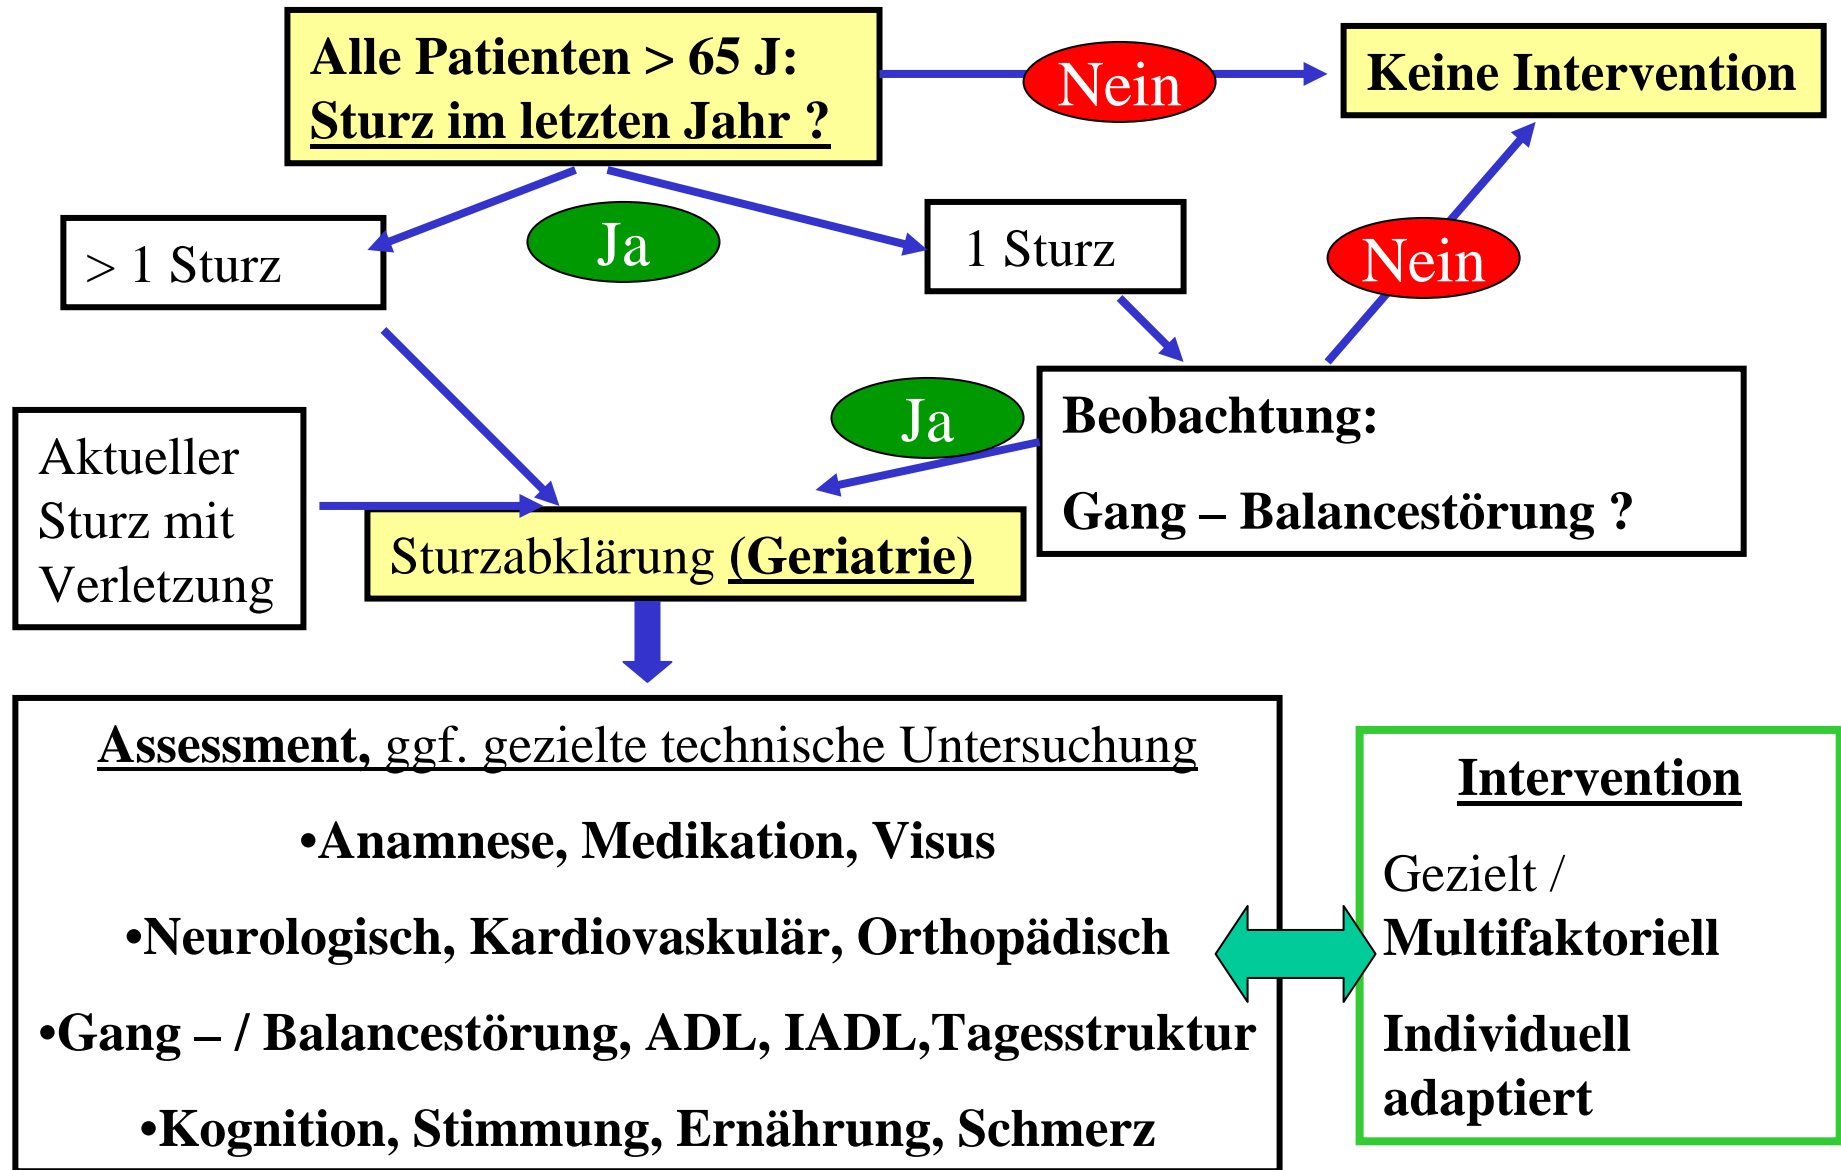 Alle Patienten > 65 J:
Sturz im letzten Jahr ?
Nein
Keine Intervention
> 1 Sturz
Ja
1 Sturz
Nein
Aktueller
Sturz mit
Verletzung
Ja
Beobachtung:
Gang – Balancestörung ?
Sturzabklärung (Geriatrie)
Assessment, ggf. gezielte technische Untersuchung
•Anamnese, Medikation, Visus
•Neurologisch, Kardiovaskulär, Orthopädisch
•Gang – / Balancestörung, ADL, IADL,Tagesstruktur
•Kognition, Stimmung, Ernährung, Schmerz
Intervention
Gezielt /
Multifaktoriell
Individuell
adaptiert